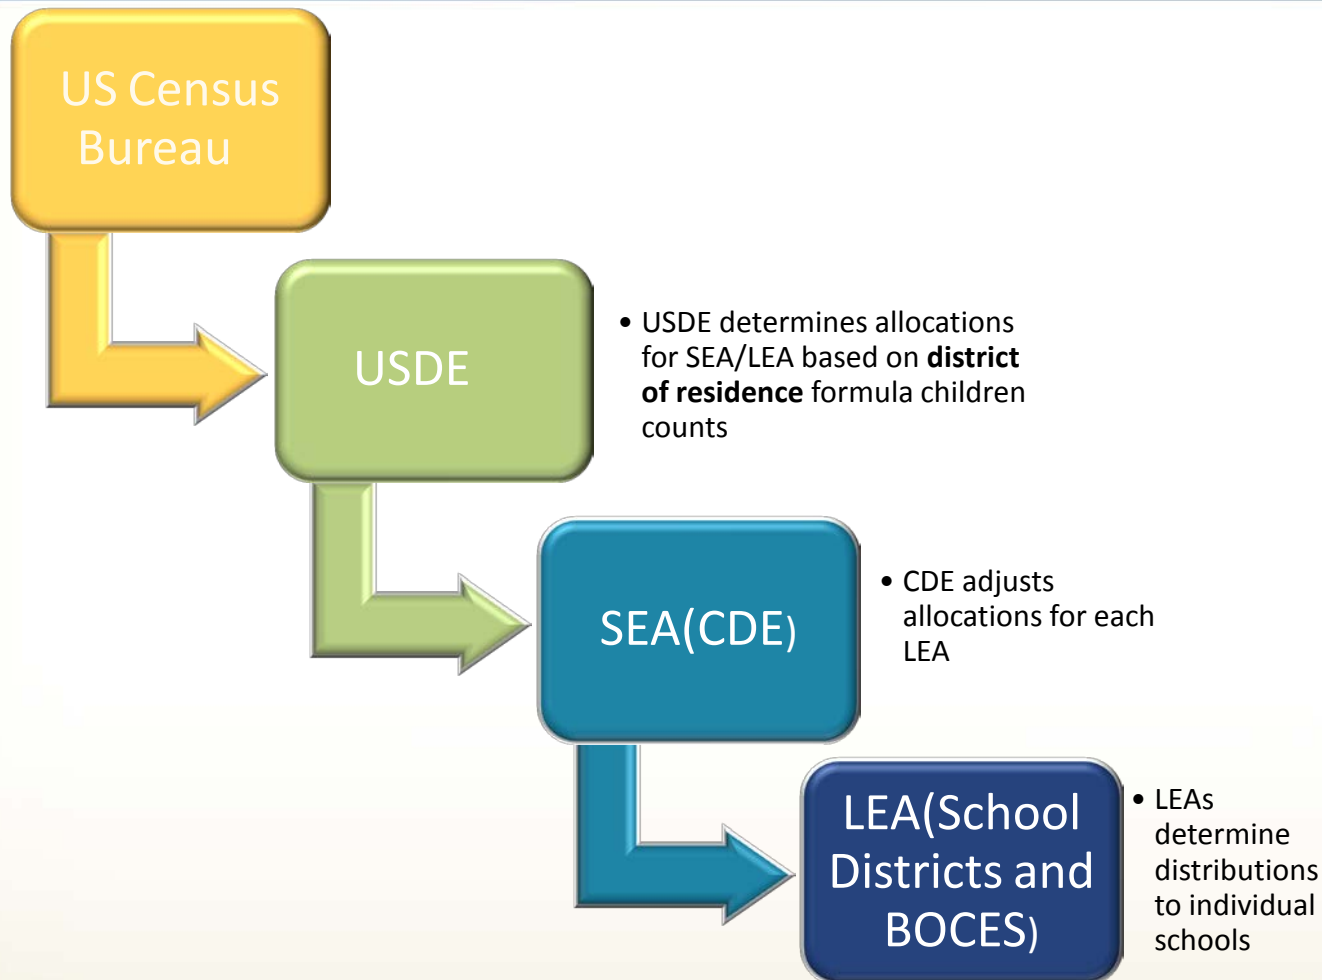 US Census
Bureau
USDE
• USDE determines allocations
for SEA/LEA based on district
of residence formula children
counts
SEA(CDE)
• CDE adjusts
allocations for each
LEA
LEA(School
Districts and
BOCES)
• LEAs
determine
distributions
to individual
schools